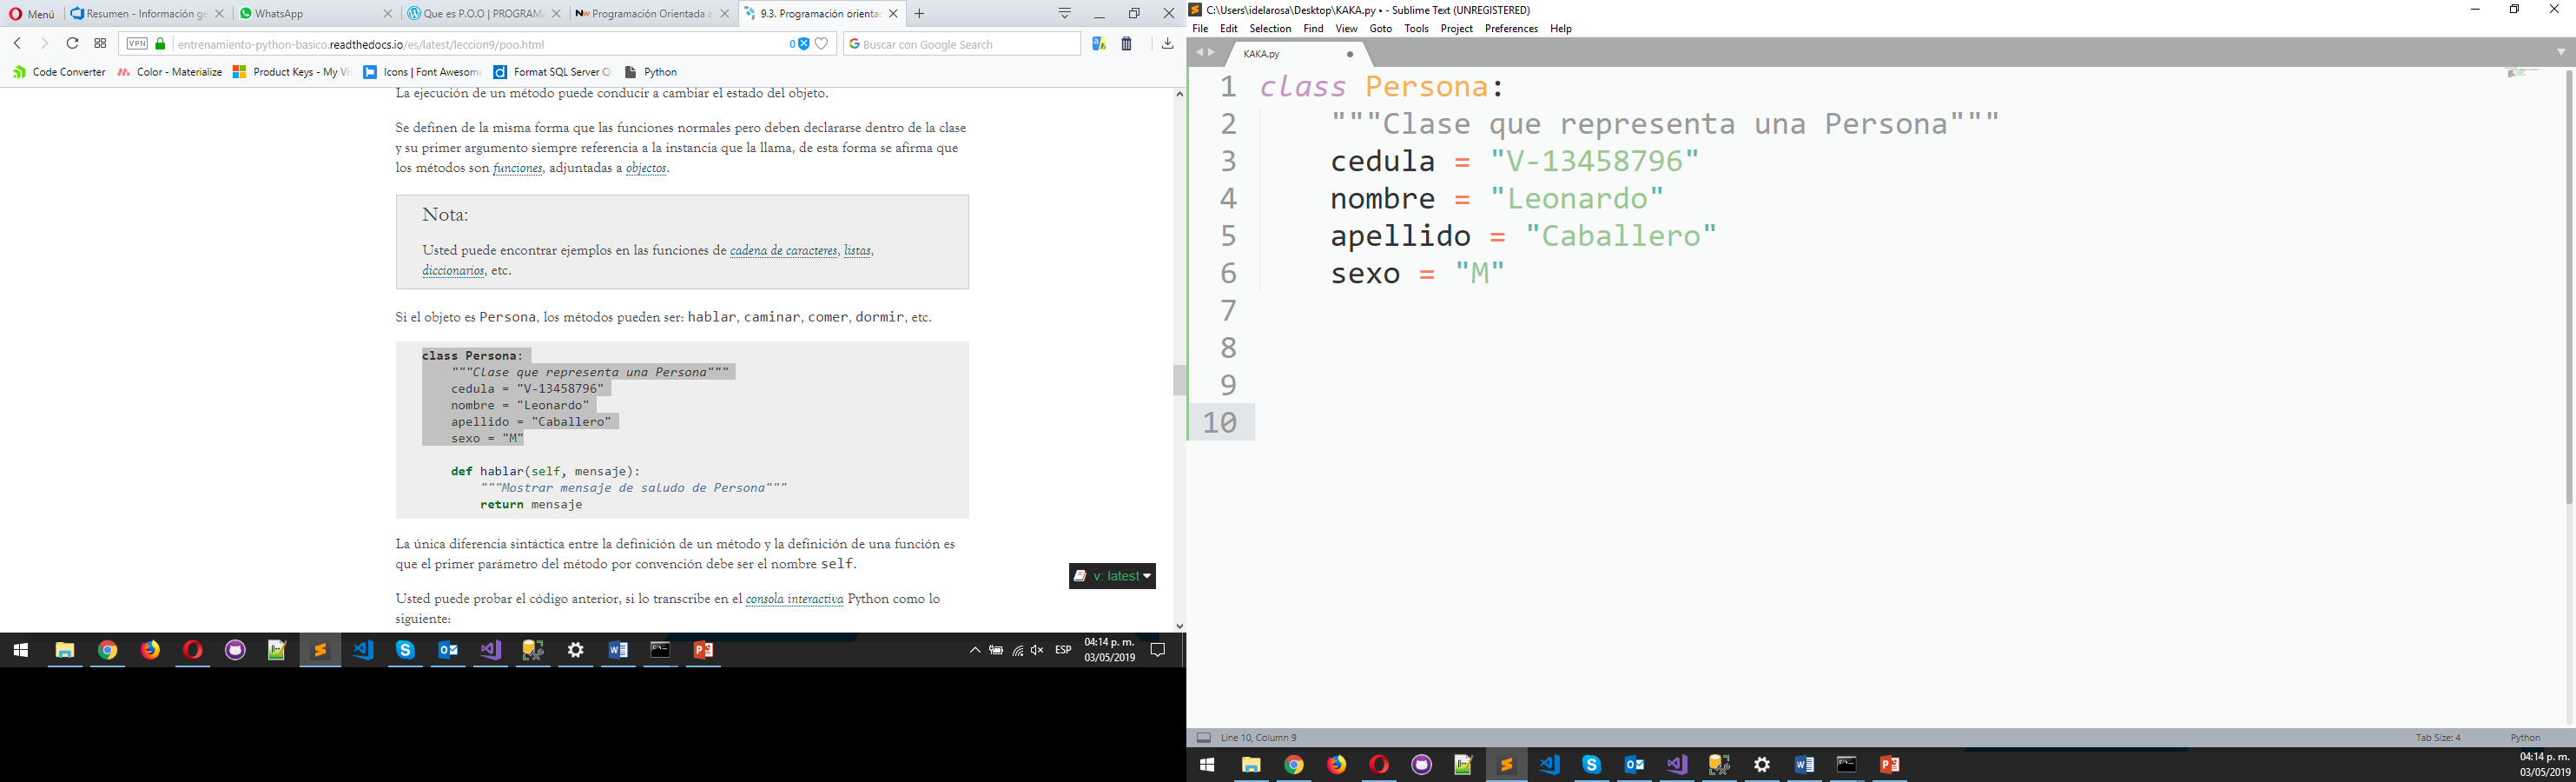 Menú
Resumen - Información ge
WhatsApp
Que es P.O.O | PROGRAM
Programación Orientada a
9.3. Programación orienta
VPN
entrenamiento-python-basico.readthedocs.io/es/latest/leccion9/poo.html
0
Buscar con Google Search
Code Converter
Color - Materialize
Product Keys - My Vi
Icons | Font Awesom
Format SQL Server Q
Python
La ejecución de un método puede conducir a cambiar el estado del objeto.
Se definen de la misma forma que las funciones normales pero deben declararse dentro de la clase
y su primer argumento siempre referencia a la instancia que la llama, de esta forma se afirma que
los métodos son funciones, adjuntadas a objetos.
Nota:
Usted puede encontrar ejemplos en las funciones de cadena de caracteres, listas,
diccionarios, etc.
Si el objeto es Persona, los métodos pueden ser: hablar, caminar, comer, dormir, etc.
class Persona:
"""Clase que representa una Persona"""
cedula = "V-13458796"
nombre = "Leonardo"
apellido = "Caballero"
sexo = "M"
def hablar(self, mensaje):
"""Mostrar mensaje de saludo de Persona"""
return mensaje
La única diferencia sintáctica entre la definición de un método y la definición de una función es
que el primer parámetro del método por convención debe ser el nombre self.
v: latest
Usted puede probar el código anterior, si lo transcribe en el consola interactiva Python como lo
siguiente:
ESP
04:14 p. m.
03/05/2019
C:\Users\idelarosa\Desktop\KAKA.py • - Sublime Text (UNREGISTERED)
File Edit Selection Find View Goto Tools Project Preferences Help
KAKA.py
1 class Persona:
2 """Clase que representa una Persona"""
3 cedula = "V-13458796"
4 nombre = "Leonardo"
5 apellido = "Caballero"
6 sexo = "M"
7
8
9
10
Line 10, Column 9
Tab Size: 4
Python
04:14 p. m.
03/05/2019